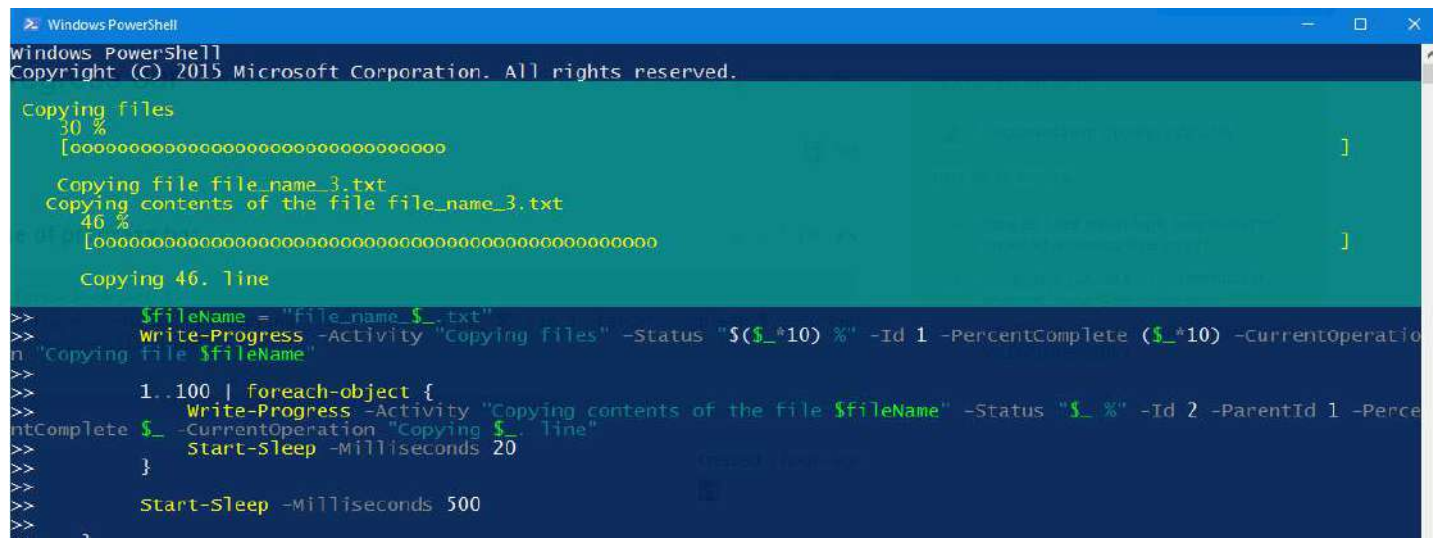 Windows PowerShell
Windows PowerShell
Copyright (C) 2015 Microsoft Corporation. All rights reserved.
Copying files
30 %
[oooooooooooooooooooooooooooooooo ]
Copying file file_name_3.txt
Copying contents of the file file_name_3.txt
46 %
[oooooooooooooooooooooooooooooooooooooooooooooooo ]
Copying 46. line
>> $fileName = "file_name_$_.txt"
>> Write-Progress -Activity "Copying files" -Status "$($_*10) %" -Id 1 -PercentComplete ($_*10) -CurrentOperatio
n "Copying file $fileName"
>>
>> 1..100 | foreach-object {
>> Write-Progress -Activity "Copying contents of the file $fileName" -Status "$_ %" -Id 2 -ParentId 1 -Perce
ntComplete $_ -CurrentOperation "Copying $_. line"
>> Start-Sleep -Milliseconds 20
>> }
>>
>> Start-Sleep -Milliseconds 500
>>
}